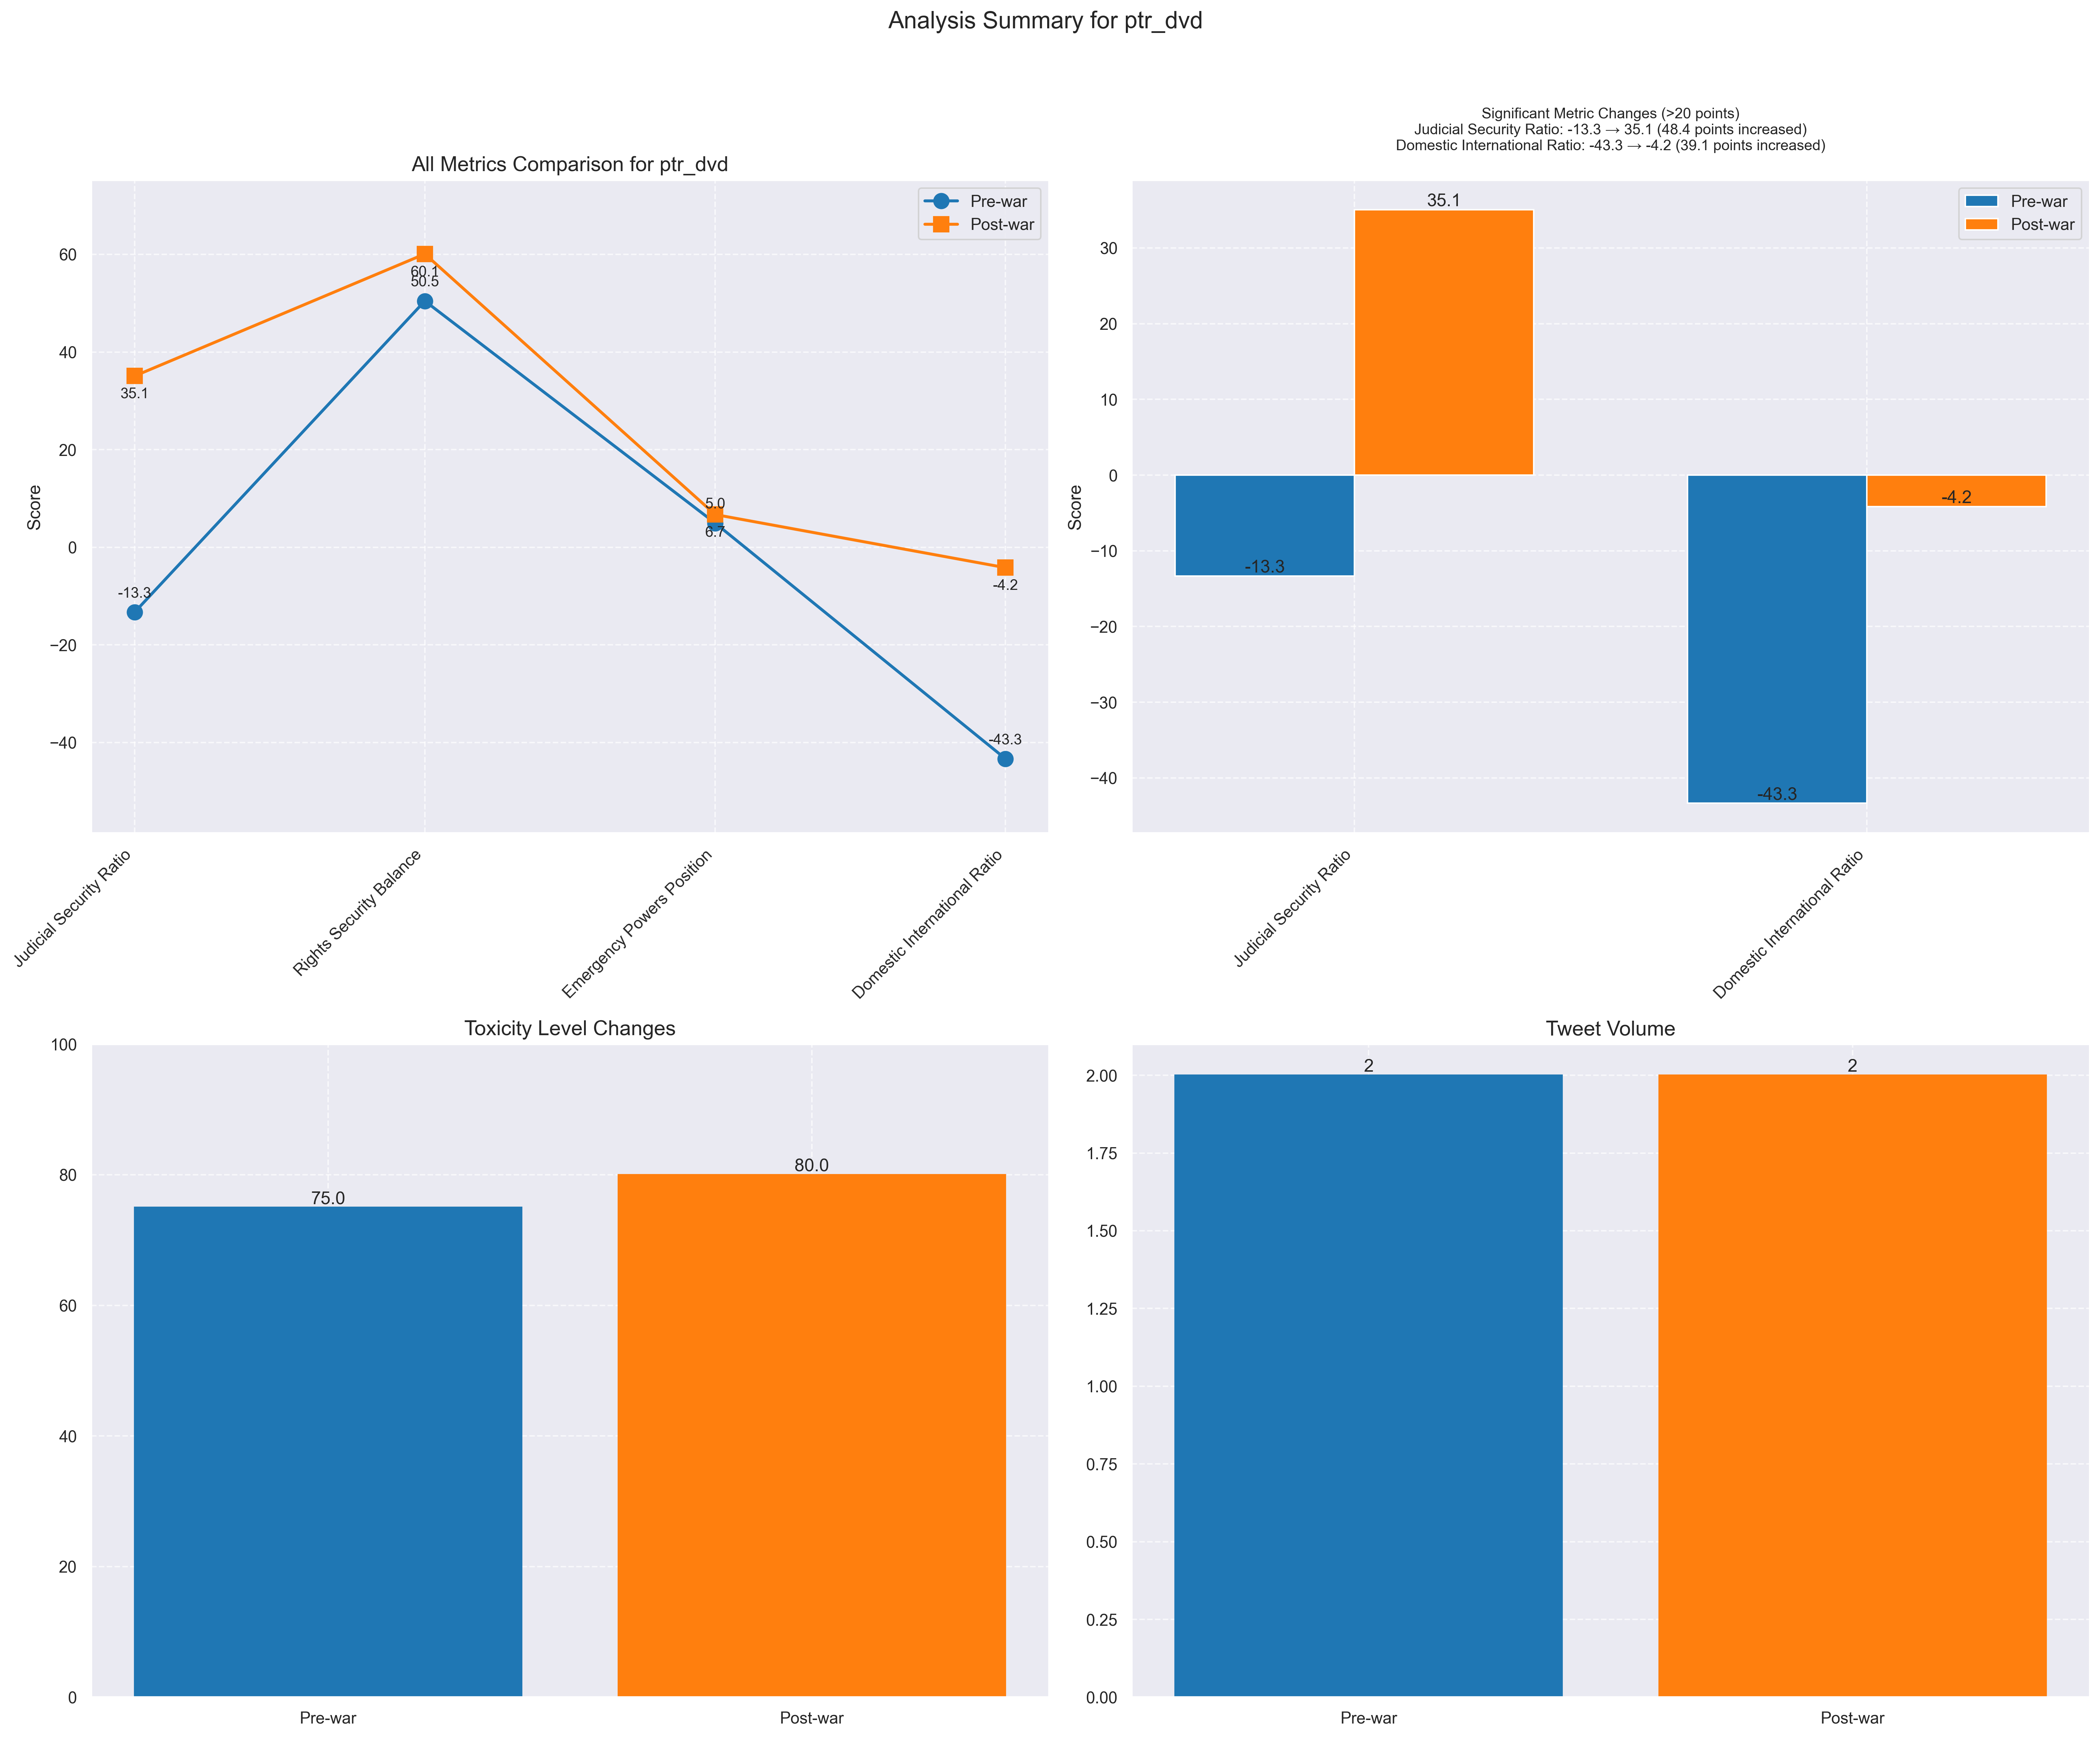 Analysis Summary for ptr_dvd
All Metrics Comparison for ptr_dvd
Pre-war
Post-war
Score
60
40
20
0
−20
−40
35.1
-13.3
60.1
50.5
5.0
6.7
-4.2
-43.3
Judicial Security Ratio
Rights Security Balance
Emergency Powers Position
Domestic International Ratio
Significant Metric Changes (>20 points)
Judicial Security Ratio: -13.3 → 35.1 (48.4 points increased)
Domestic International Ratio: -43.3 → -4.2 (39.1 points increased)
Pre-war
Post-war
Score
30
20
10
0
−10
−20
−30
−40
35.1
-13.3
-4.2
-43.3
Judicial Security Ratio
Domestic International Ratio
Toxicity Level Changes
100
80
60
40
20
0
75.0
80.0
Pre-war
Post-war
Tweet Volume
2.00
1.75
1.50
1.25
1.00
0.75
0.50
0.25
0.00
2
2
Pre-war
Post-war